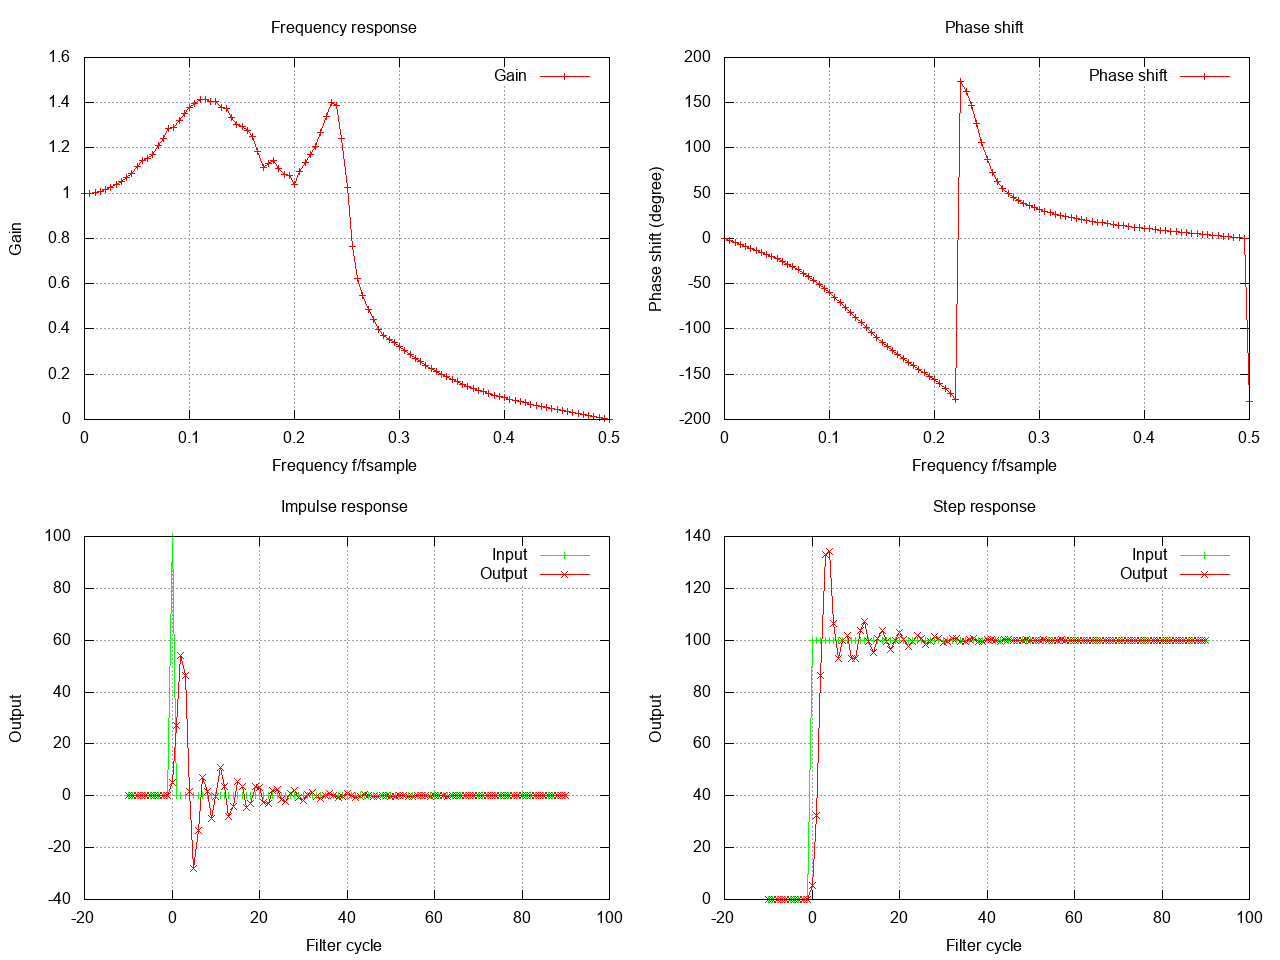 Frequency response
Gain
1.6
1.4
1.2
1
0.8
0.6
0.4
0.2
0
Gain
0 0.1 0.2 0.3 0.4 0.5
Frequency f/fsample
Phase shift
Phase shift
200
150
100
50
0
-50
-100
-150
-200
Phase shift (degree)
0 0.1 0.2 0.3 0.4 0.5
Frequency f/fsample
Impulse response
Input
Output
100
80
60
40
20
0
-20
-40
Output
-20 0 20 40 60 80 100
Filter cycle
Step response
Input
Output
140
120
100
80
60
40
20
0
Output
-20 0 20 40 60 80 100
Filter cycle